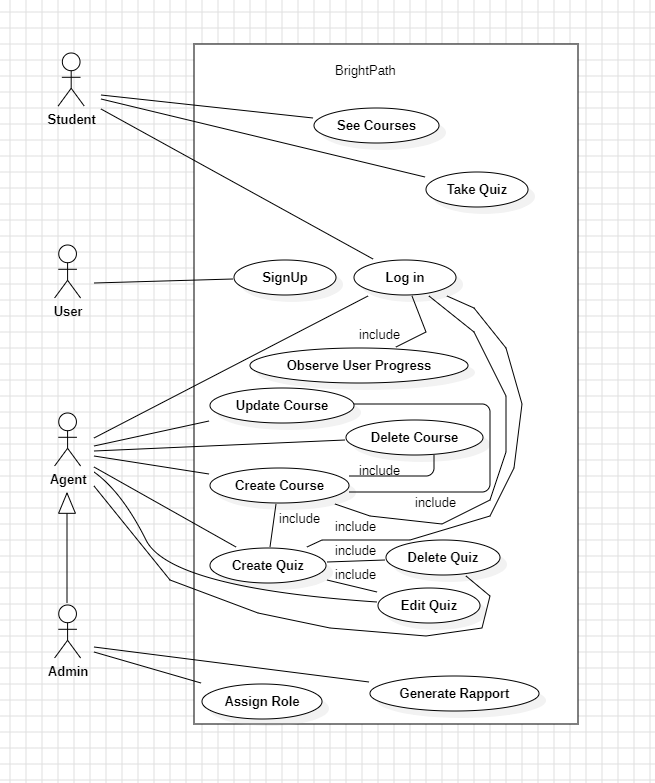 BrightPath
Student
See Courses
Take Quiz
User
SignUp
Log in
include
Observe User Progress
Update Course
Agent
Delete Course
include
Create Course
include
include
include
include
Create Quiz
Delete Quiz
include
Edit Quiz
Admin
Assign Role
Generate Rapport